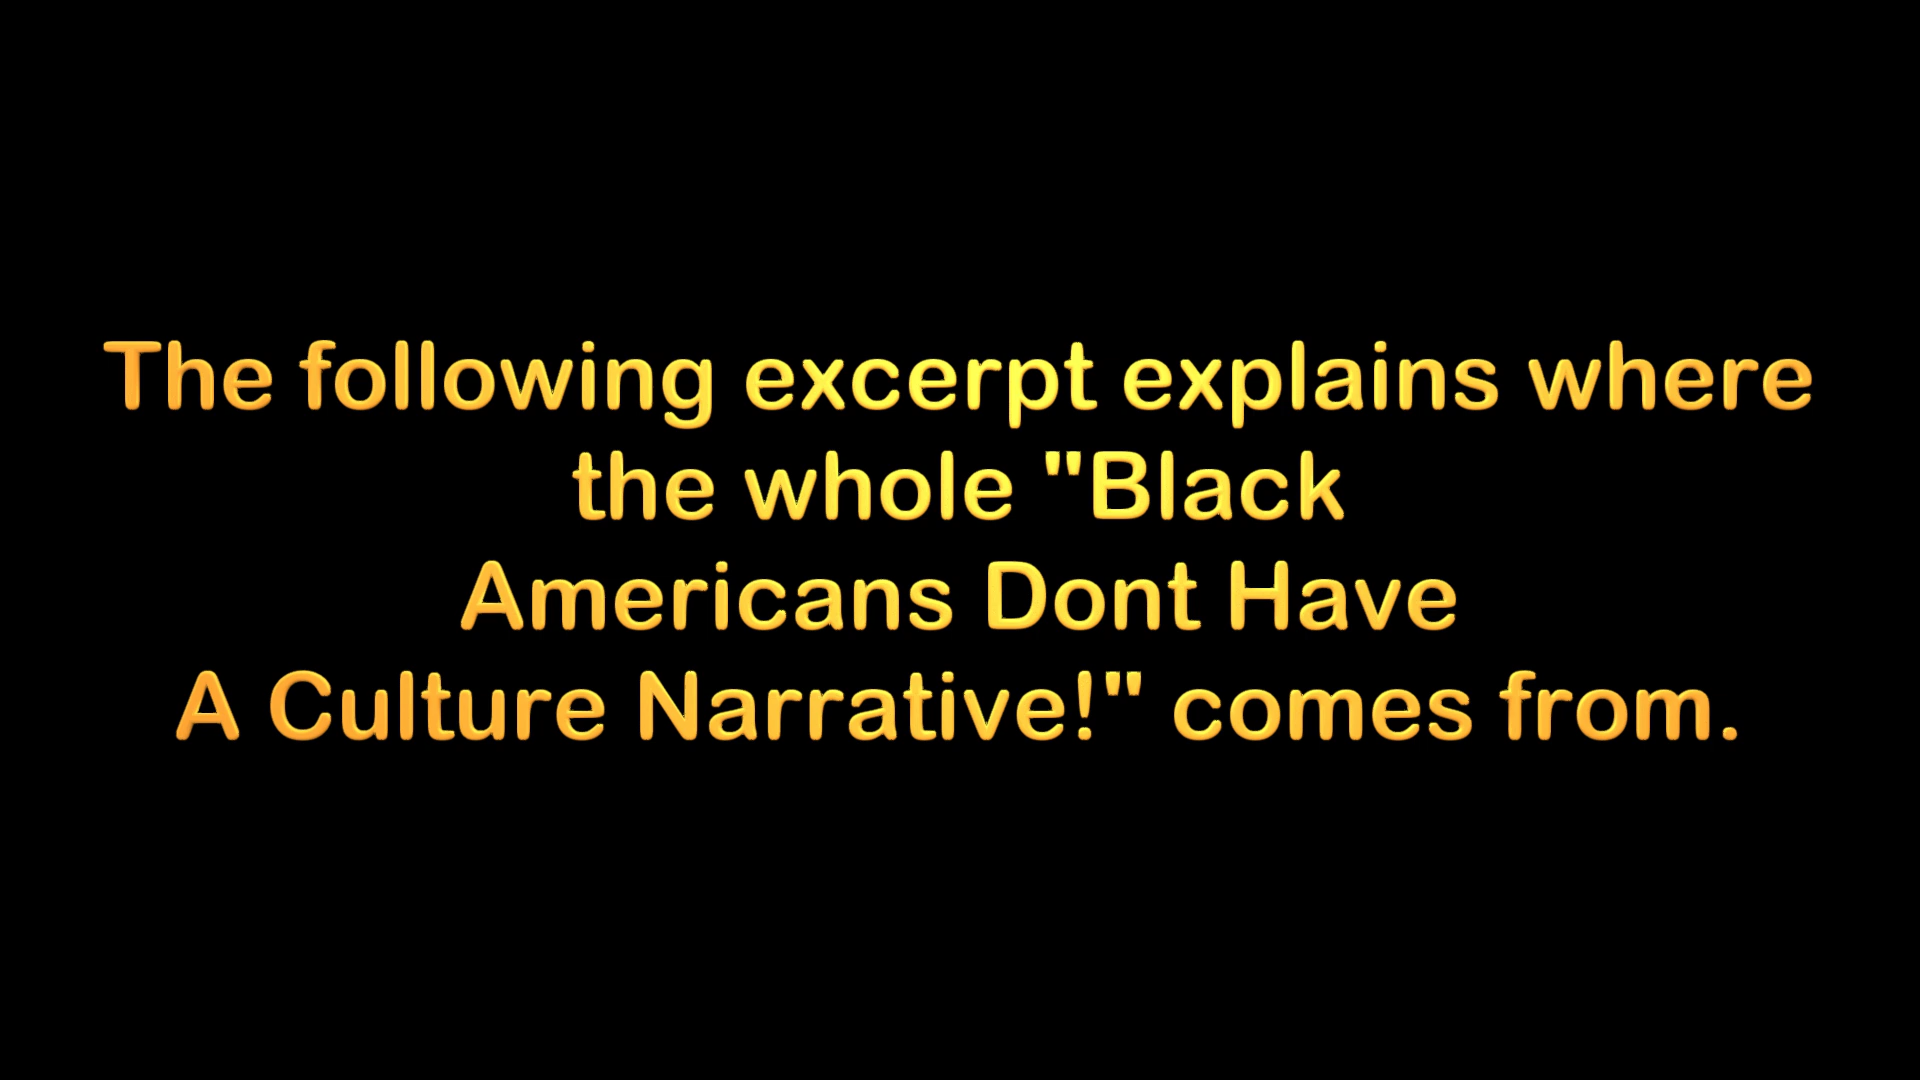 The following excerpt explains where
the whole "Black
Americans Dont Have
A Culture Narrative!" comes from.